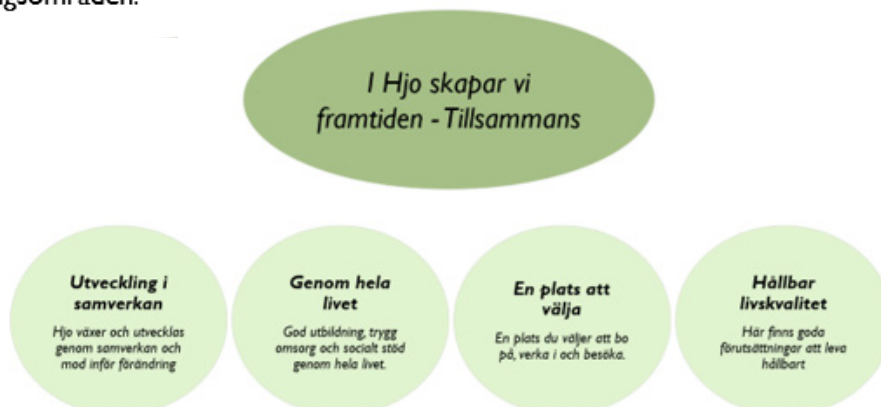 I Hjo skapar vi
framtiden - Tillsammans
Utveckling i
samverkan
Hjo växer och utvecklas
genom samverkan och
mod inför förändring
Genom hela
livet
God utbildning, trygg
omsorg och socialt stöd
genom hela livet.
En plats att
välja
En plats du väljer att bo
på, verka i och besöka.
Hållbar
livskvalitet
Här finns goda
förutsättningar att leva
hållbart